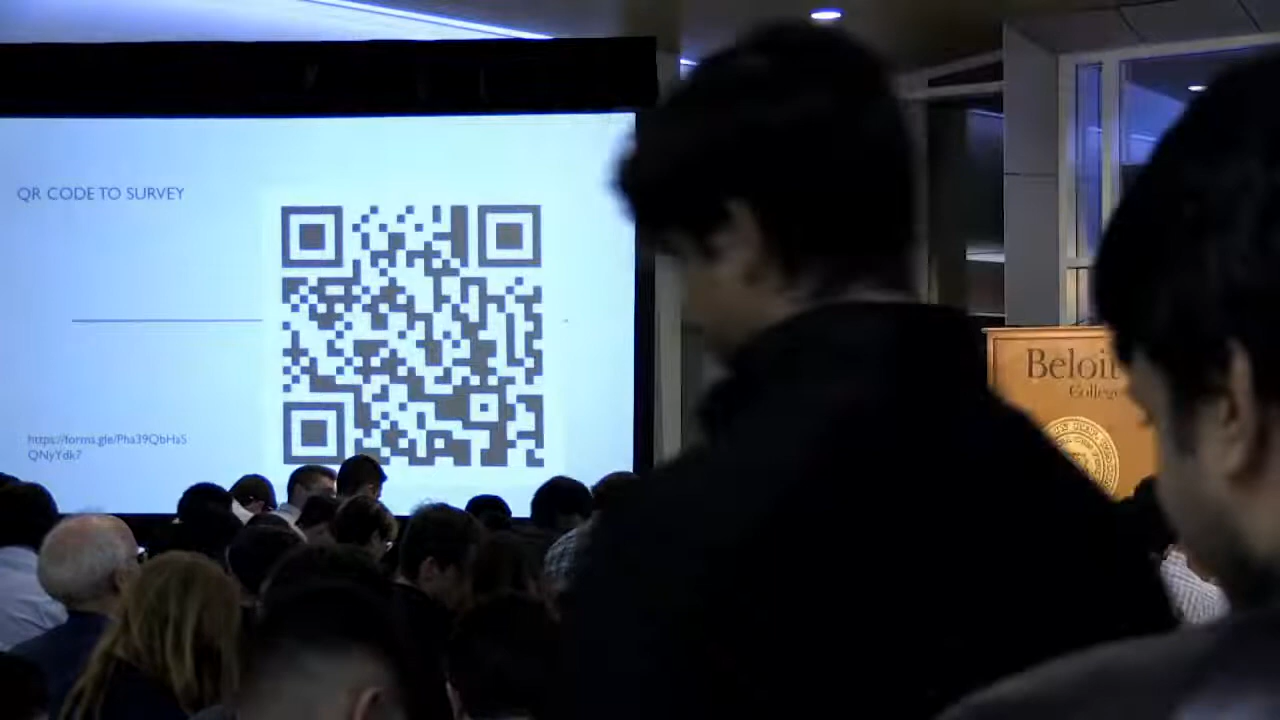 QR CODE TO SURVEY
https://forms.gle/Pha39QbHaS
QNyYdk7
Beloit
College